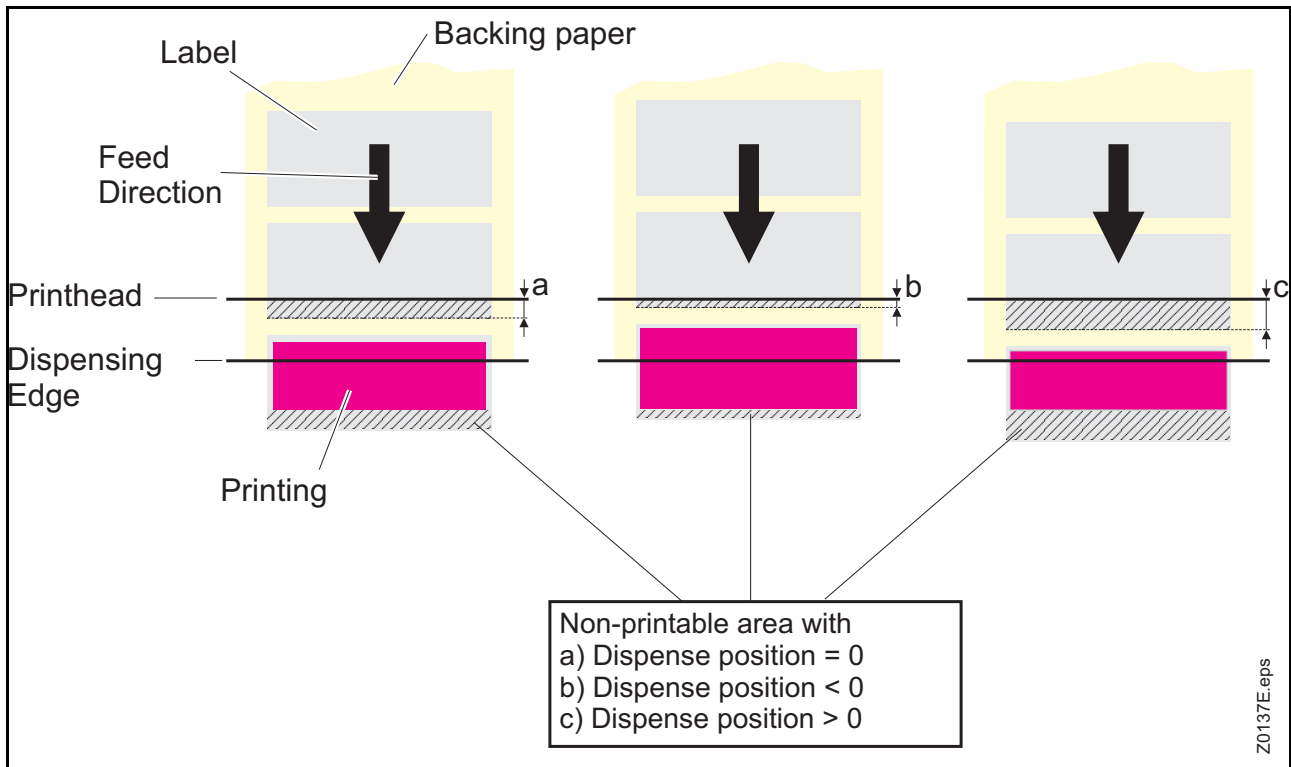 Backing paper
Label
Feed
Direction
a
b
c
Printhead
Dispensing
Edge
Printing
Non-printable area with
a) Dispense position = 0
b) Dispense position < 0
c) Dispense position > 0
Z0137E.eps